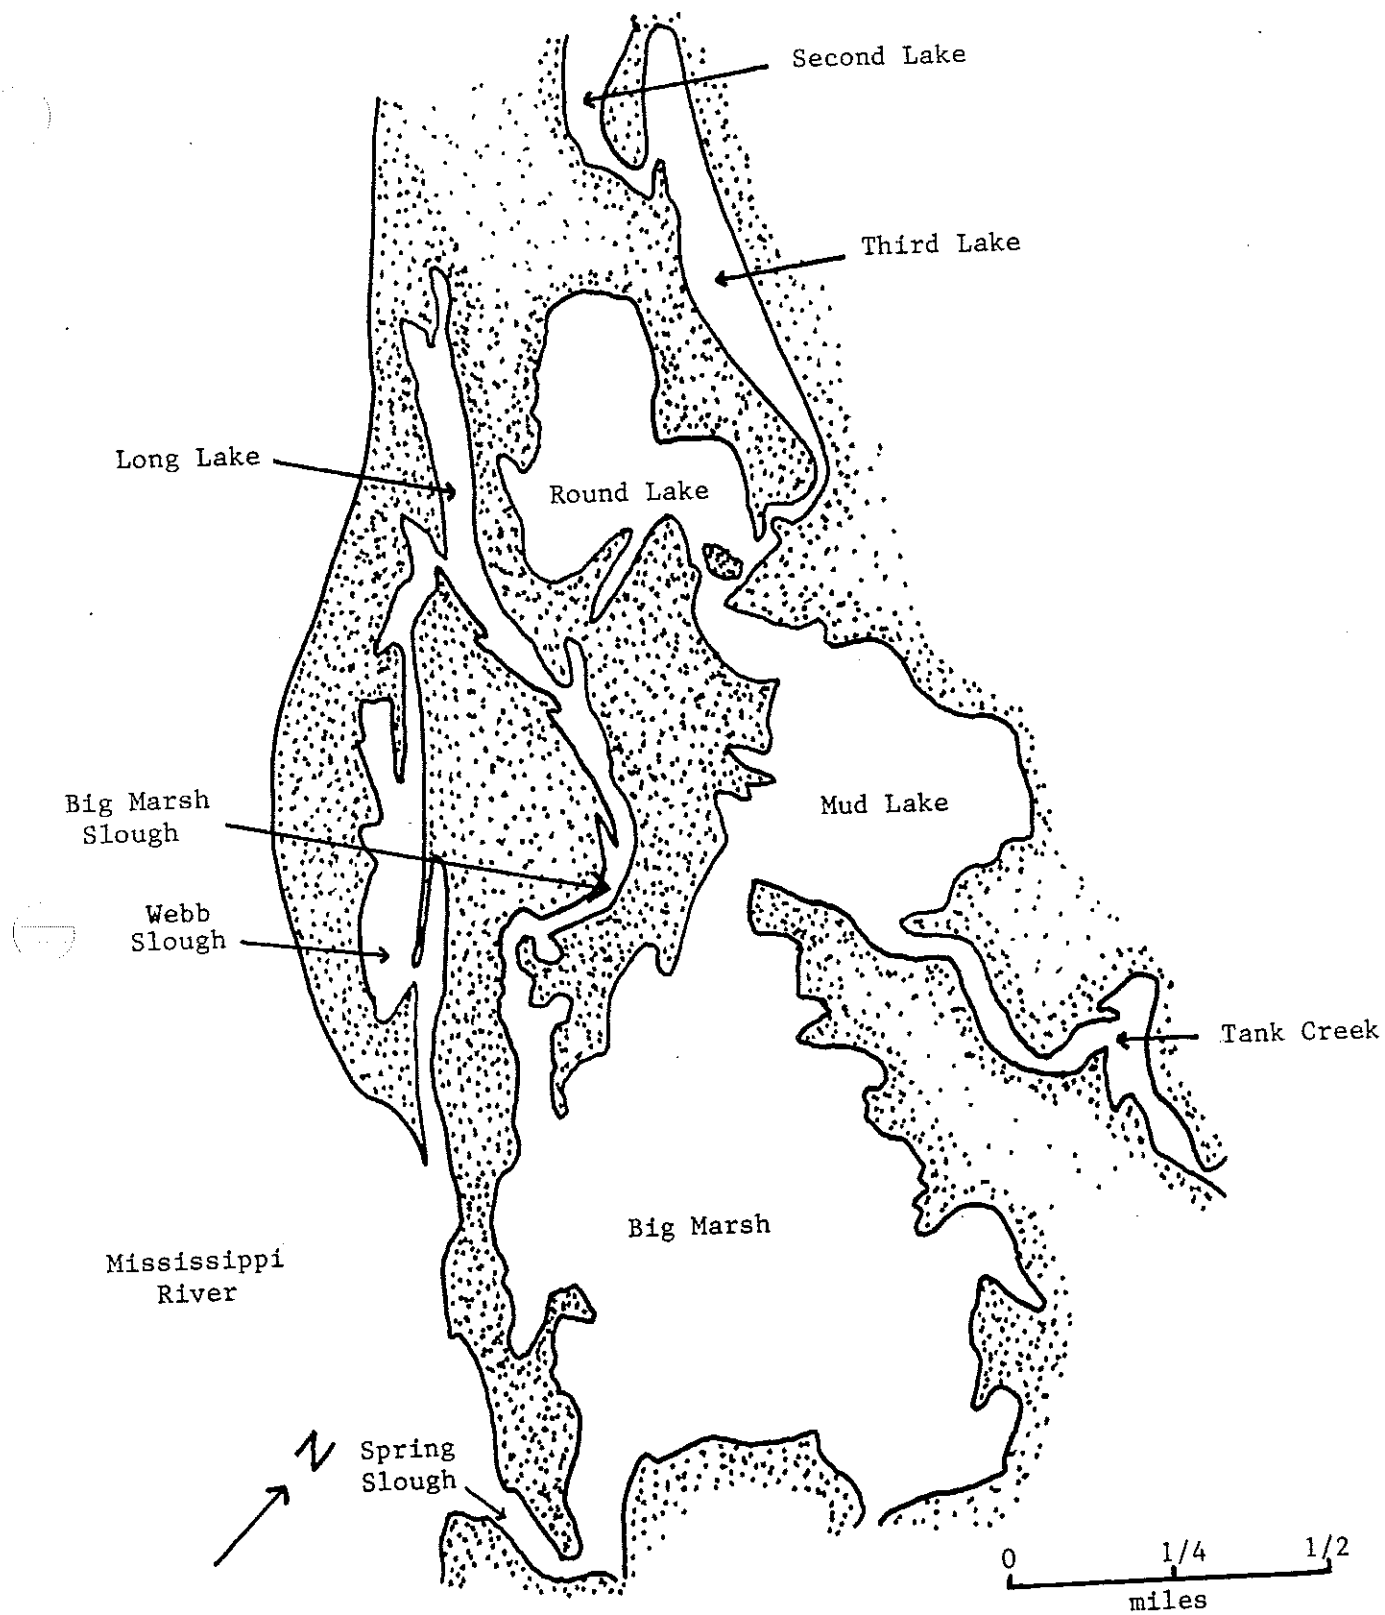 Second Lake
Third Lake
Long Lake
Round Lake
Big Marsh
Slough
Mud Lake
Webb
Slough
Tank Creek
Big Marsh
Mississippi
River
N
Spring
Slough
0 1/4 1/2
miles